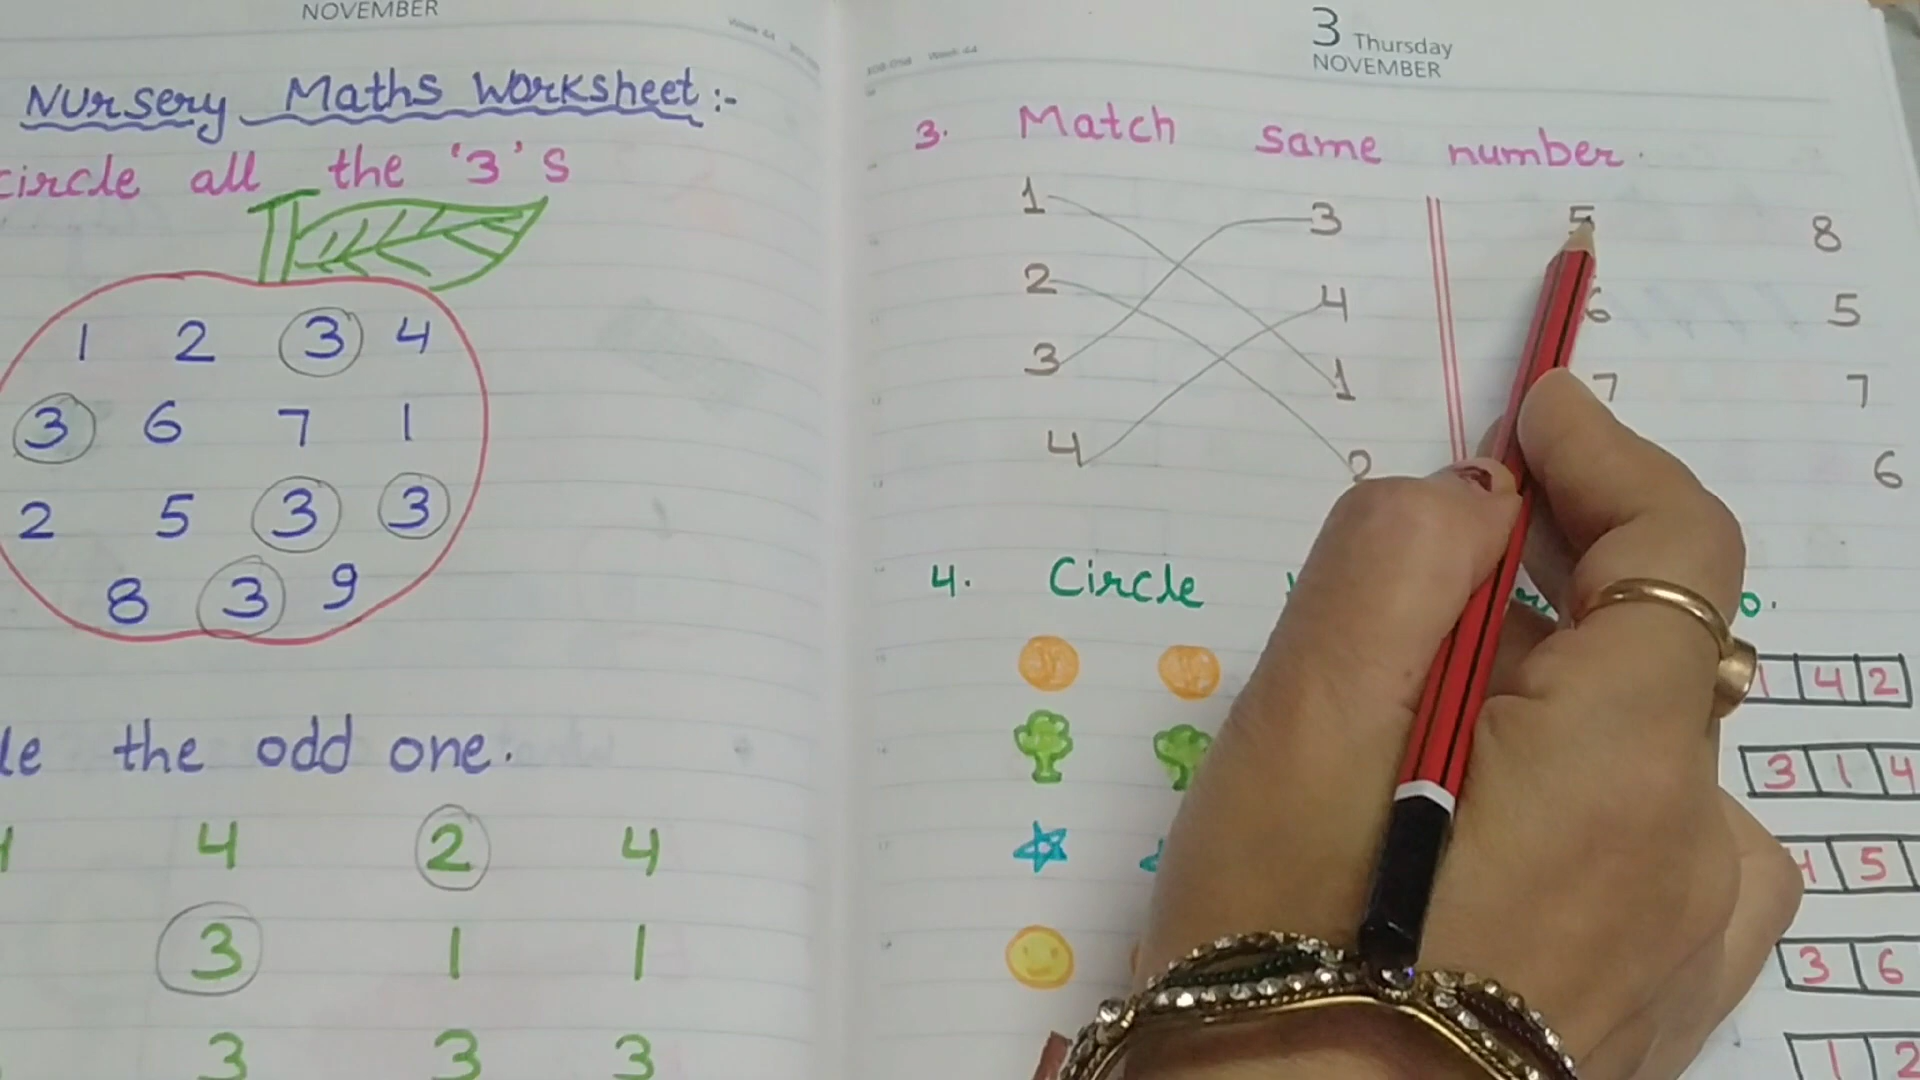 NOVEMBER
Nursery Maths Worksheet :-
circle all the '3's
1 2 3 4
3 6 7 1
2 5 3 3
8 3 9
the odd one.
4 2 4
3 1 1
3 3 3
3 Thursday
NOVEMBER
3. Match same number.
1 3 5 8
2 4 6 5
3 1 7 7
4 2 6
4. Circle
1 4 2
3 1 4
4 5
3 6
1 2